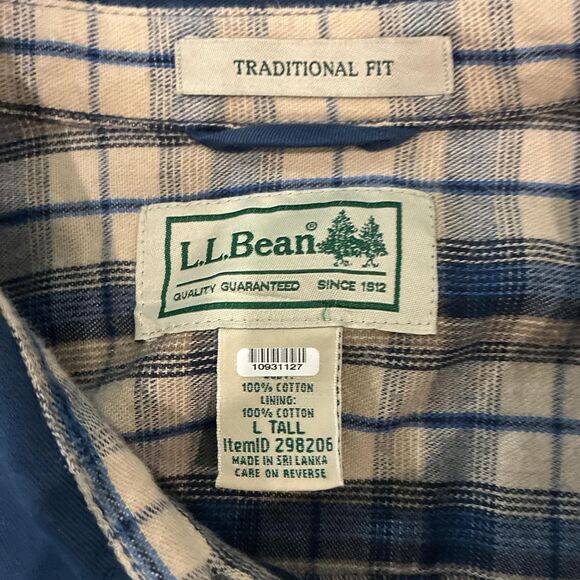 TRADITIONAL FIT
L.L.Bean®
QUALITY GUARANTEED SINCE 1912
10931127
100% COTTON
LINING:
100% COTTON
L TALL
ItemID 298206
MADE IN SRI LANKA
CARE ON REVERSE